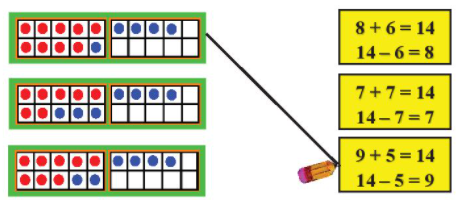 8 + 6 = 14
14 – 6 = 8
7 + 7 = 14
14 – 7 = 7
9 + 5 = 14
14 – 5 = 9